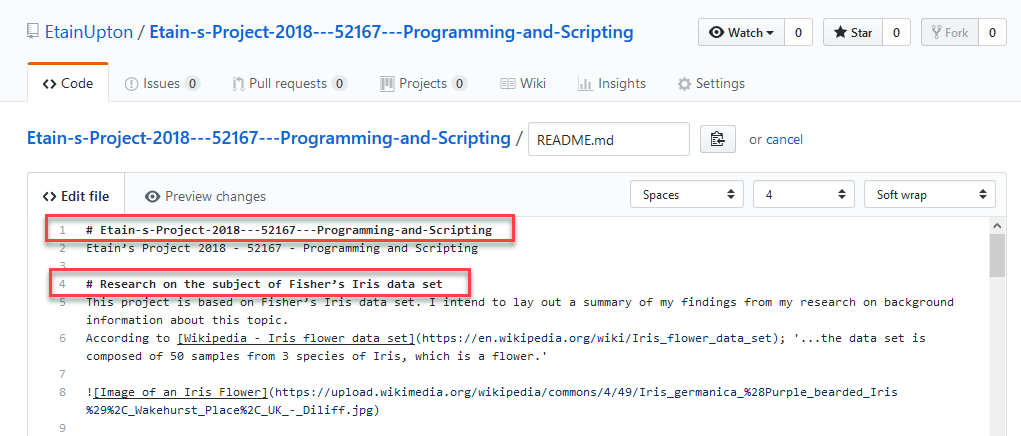 EtainUpton / Etain-s-Project-2018---52167---Programming-and-Scripting
Watch 0 Star 0 Fork 0
Code Issues 0 Pull requests 0 Projects 0 Wiki Insights Settings
Etain-s-Project-2018---52167---Programming-and-Scripting / README.md or cancel
Edit file Preview changes Spaces 4 Soft wrap
1 # Etain-s-Project-2018---52167---Programming-and-Scripting
2 Etain’s Project 2018 - 52167 - Programming and Scripting
3
4 # Research on the subject of Fisher’s Iris data set
5 This project is based on Fisher’s Iris data set. I intend to lay out a summary of my findings from my research on background
information about this topic.
6 According to [Wikipedia - Iris flower data set](https://en.wikipedia.org/wiki/Iris_flower_data_set); '...the data set is
composed of 50 samples from 3 species of Iris, which is a flower.'
7
8 ![Image of an Iris Flower](https://upload.wikimedia.org/wikipedia/commons/4/49/Iris_germanica_%28Purple_bearded_Iris
%29%2C_Wakehurst_Place%2C_UK_-_Diliff.jpg)
9